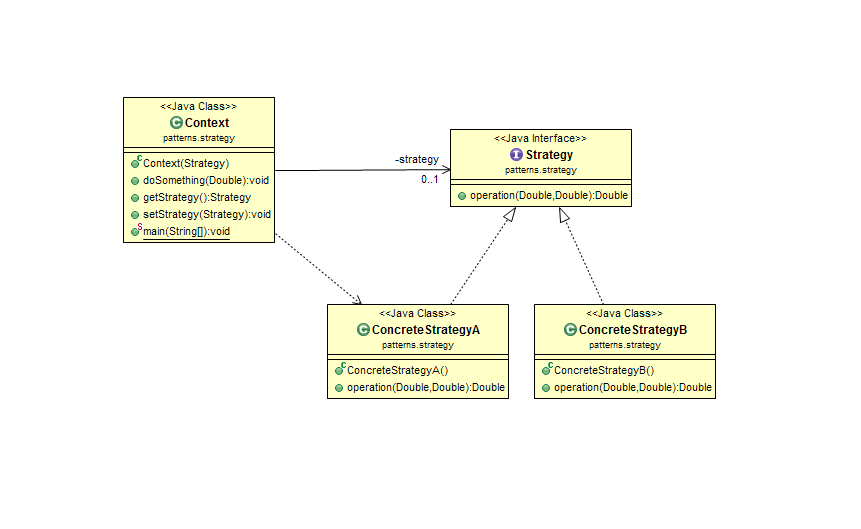 <<Java Class>>
Context
patterns.strategy
Context(Strategy)
doSomething(Double):void
getStrategy():Strategy
setStrategy(Strategy):void
main(String[]):void
-strategy
0..1
<<Java Interface>>
Strategy
patterns.strategy
operation(Double,Double):Double
<<Java Class>>
ConcreteStrategyA
patterns.strategy
ConcreteStrategyA()
operation(Double,Double):Double
<<Java Class>>
ConcreteStrategyB
patterns.strategy
ConcreteStrategyB()
operation(Double,Double):Double